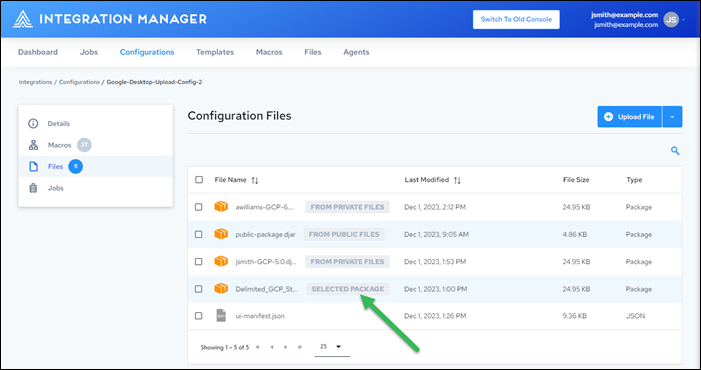 INTEGRATION MANAGER
Switch To Old Console
jsmith@example.com
jsmith@example.com
JS
Dashboard Jobs Configurations Templates Macros Files Agents
Integrations / Configurations / Google-Desktop-Upload-Config-2
Details
Macros 27
Files 5
Jobs
Configuration Files
Upload File
File Name Last Modified File Size Type
awilliams-GCP-6.... FROM PRIVATE FILES Dec 1, 2023, 2:12 PM 24.95 KB Package
public-package.djar FROM PUBLIC FILES Dec 1, 2023, 9:05 AM 4.86 KB Package
jsmith-GCP-5.0.dj... FROM PRIVATE FILES Dec 1, 2023, 1:53 PM 24.95 KB Package
Delimited_GCP_St... SELECTED PACKAGE Dec 1, 2023, 1:00 PM 24.95 KB Package
ui-manifest.json Dec 1, 2023, 1:26 PM 9.36 KB JSON
Showing 1 – 5 of 5 25